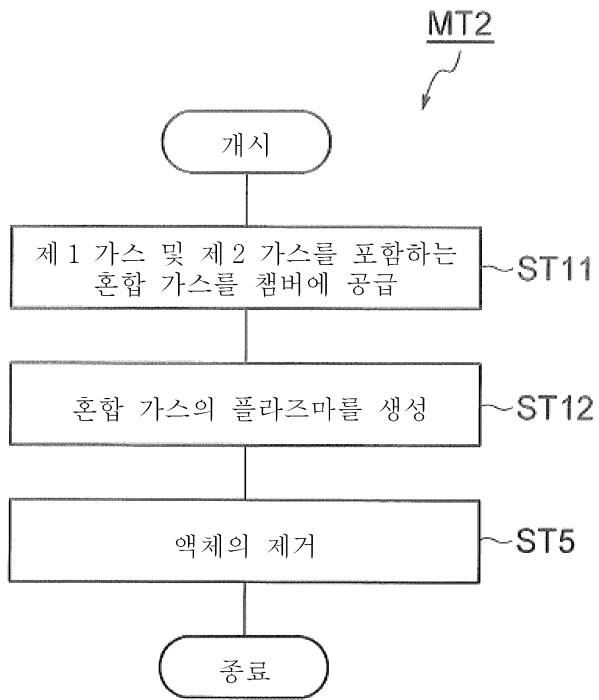 MT2
개시
제1 가스 및 제2 가스를 포함하는
혼합 가스를 챔버에 공급
ST11
혼합 가스의 플라즈마를 생성
ST12
액체의 제거
ST5
종료